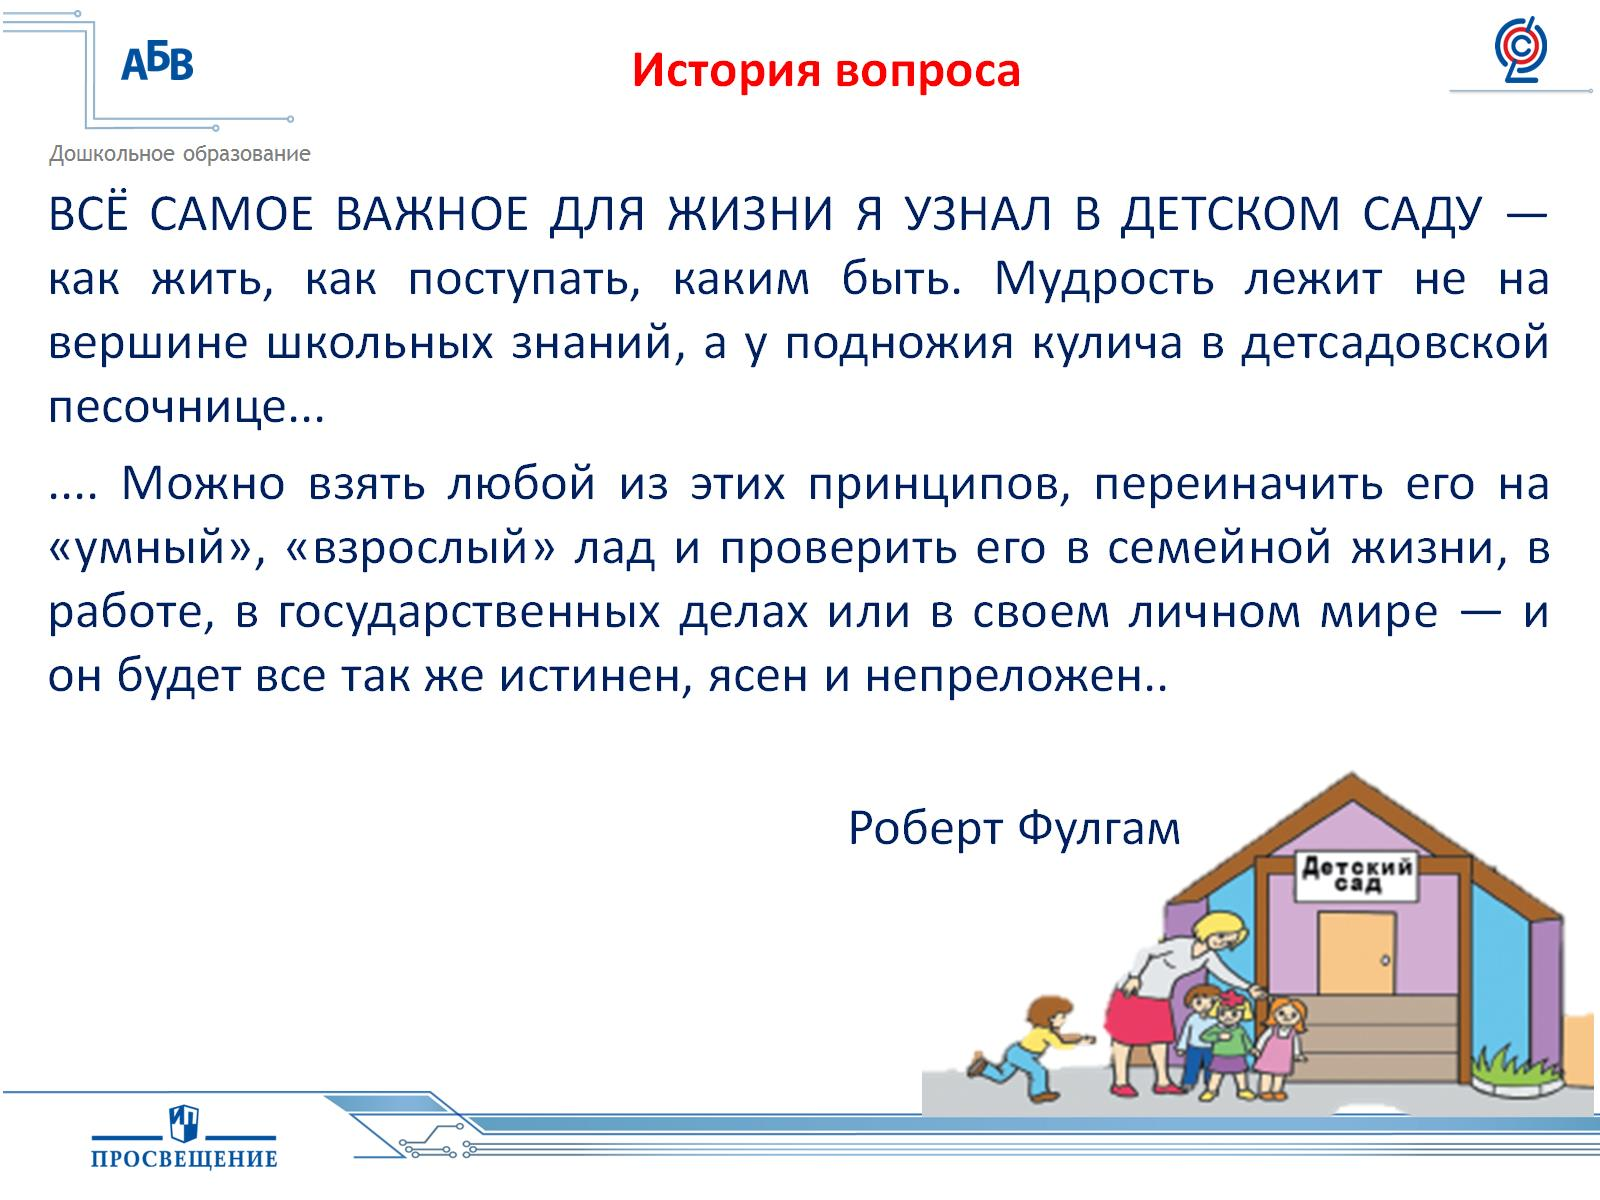 АБВ
История вопроса
Дошкольное образование
ВСЁ САМОЕ ВАЖНОЕ ДЛЯ ЖИЗНИ Я УЗНАЛ В ДЕТСКОМ САДУ —
как жить, как поступать, каким быть. Мудрость лежит не на
вершине школьных знаний, а у подножия кулича в детсадовской
песочнице...
.... Можно взять любой из этих принципов, переиначить его на
«умный», «взрослый» лад и проверить его в семейной жизни, в
работе, в государственных делах или в своем личном мире — и
он будет все так же истинен, ясен и непреложен..
Роберт Фулгам
Детский
сад
ПРОСВЕЩЕНИЕ